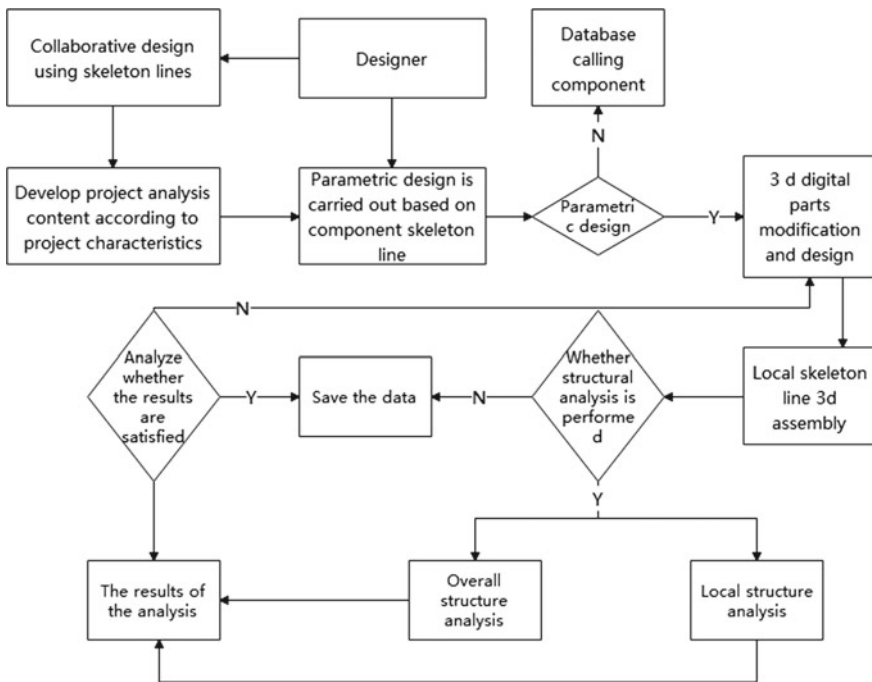 Collaborative design
using skeleton lines
Designer
Database
calling
component
N
Develop project analysis
content according to
project characteristics
Parametric design is
carried out based on
component skeleton
line
Parametri
c design
Y
3 d digital
parts
modification
and design
N
Analyze
whether
the results
are
satisfied
Y
Save the data
N
Whether
structural
analysis is
performe
d
Local skeleton
line 3d
assembly
Y
The results of
the analysis
Overall
structure
analysis
Local structure
analysis